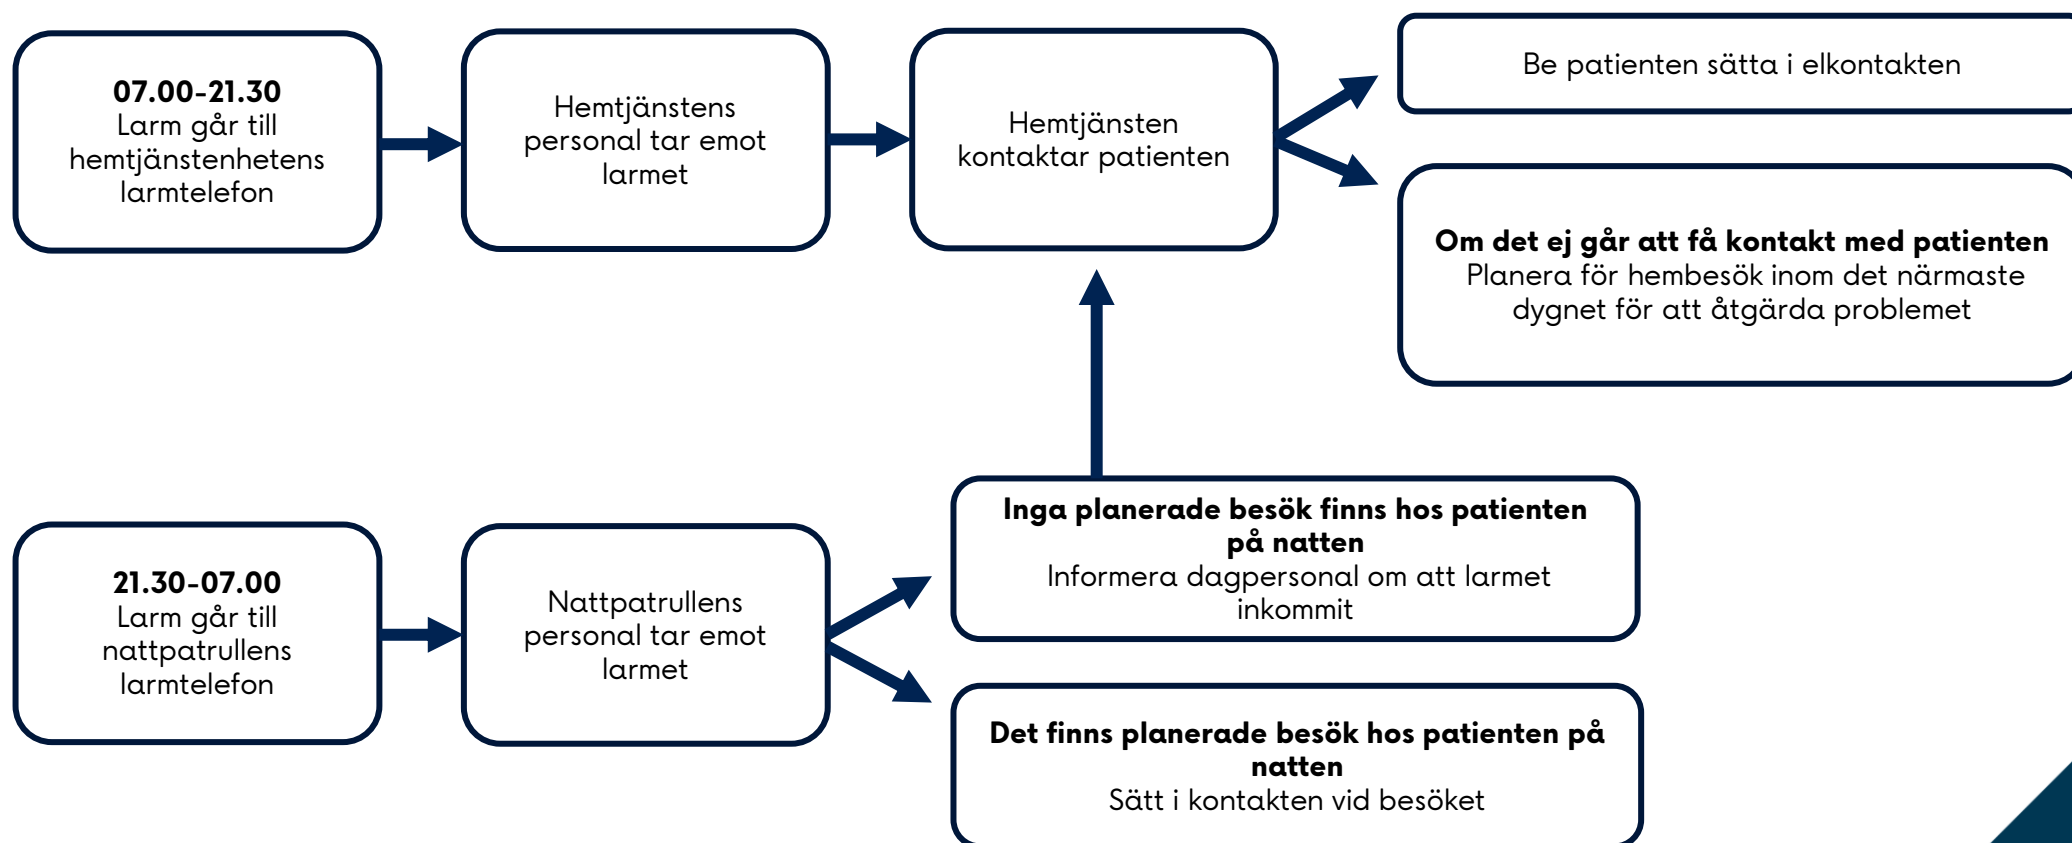 07.00-21.30
Larm går till
hemtjänstenhetens
larmtelefon
Hemtjänstens
personal tar emot
larmet
Hemtjänsten
kontaktar patienten
Be patienten sätta i elkontakten
Om det ej går att få kontakt med patienten
Planera för hembesök inom det närmaste
dygnet för att åtgärda problemet
21.30-07.00
Larm går till
nattpatrullens
larmtelefon
Nattpatrullens
personal tar emot
larmet
Inga planerade besök finns hos patienten
på natten
Informera dagpersonal om att larmet
inkommit
Det finns planerade besök hos patienten på
natten
Sätt i kontakten vid besöket